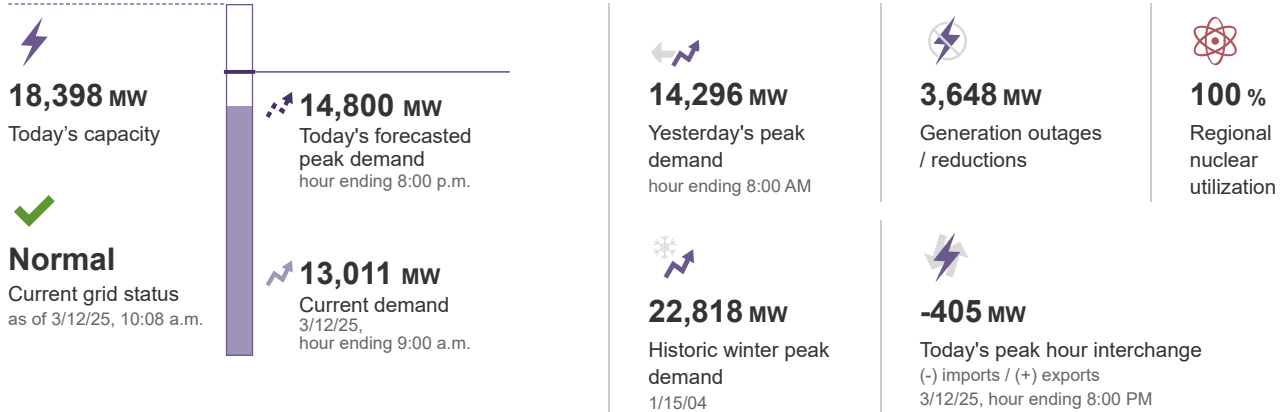 18,398 MW
Today's capacity
Normal
Current grid status
as of 3/12/25, 10:08 a.m.
14,800 MW
Today's forecasted
peak demand
hour ending 8:00 p.m.
13,011 MW
Current demand
3/12/25,
hour ending 9:00 a.m.
14,296 MW
Yesterday's peak
demand
hour ending 8:00 AM
3,648 MW
Generation outages
/ reductions
100 %
Regional
nuclear
utilization
22,818 MW
Historic winter peak
demand
1/15/04
-405 MW
Today's peak hour interchange
(-) imports / (+) exports
3/12/25, hour ending 8:00 PM